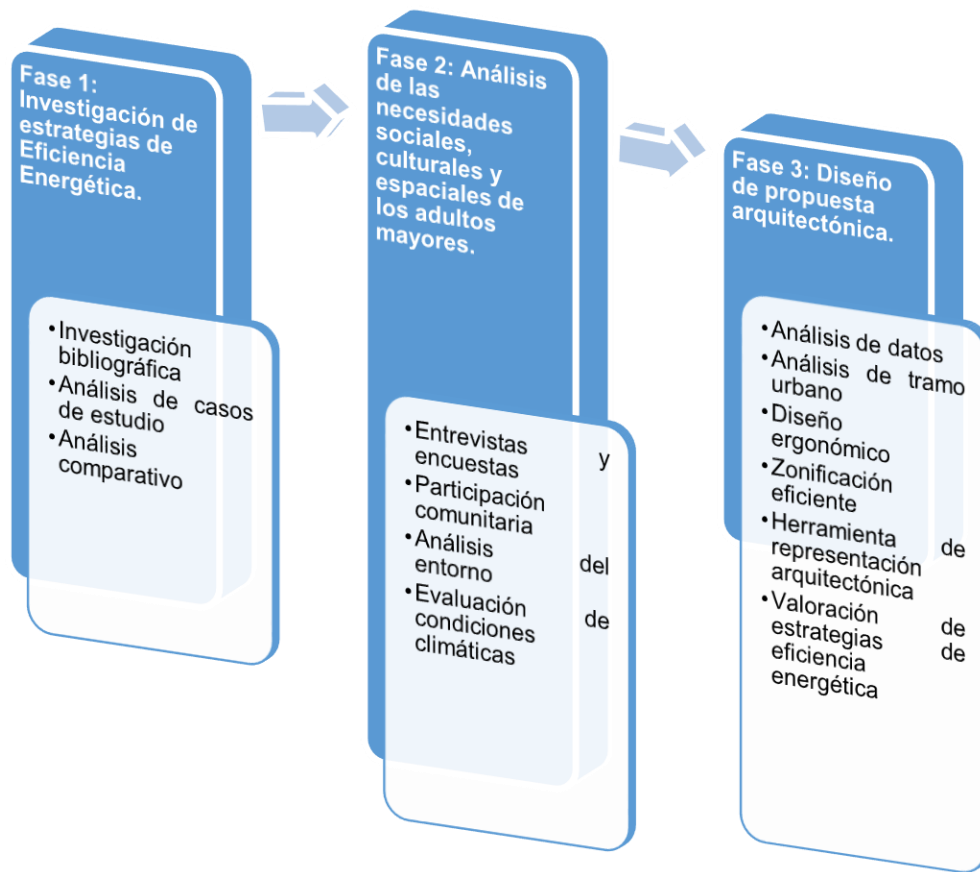 Fase 1:
Investigación de
estrategias de
Eficiencia
Energética.
•Investigación
bibliográfica
•Análisis de casos
de estudio
•Análisis
comparativo
Fase 2: Análisis
de las
necesidades
sociales,
culturales y
espaciales de
los adultos
mayores.
•Entrevistas y
encuestas
•Participación
comunitaria
•Análisis del
entorno
•Evaluación de
condiciones
climáticas
Fase 3: Diseño
de propuesta
arquitectónica.
•Análisis de datos
•Análisis de tramo
urbano
•Diseño
ergonómico
•Zonificación
eficiente
•Herramienta de
representación
arquitectónica
•Valoración de
estrategias de
eficiencia
energética